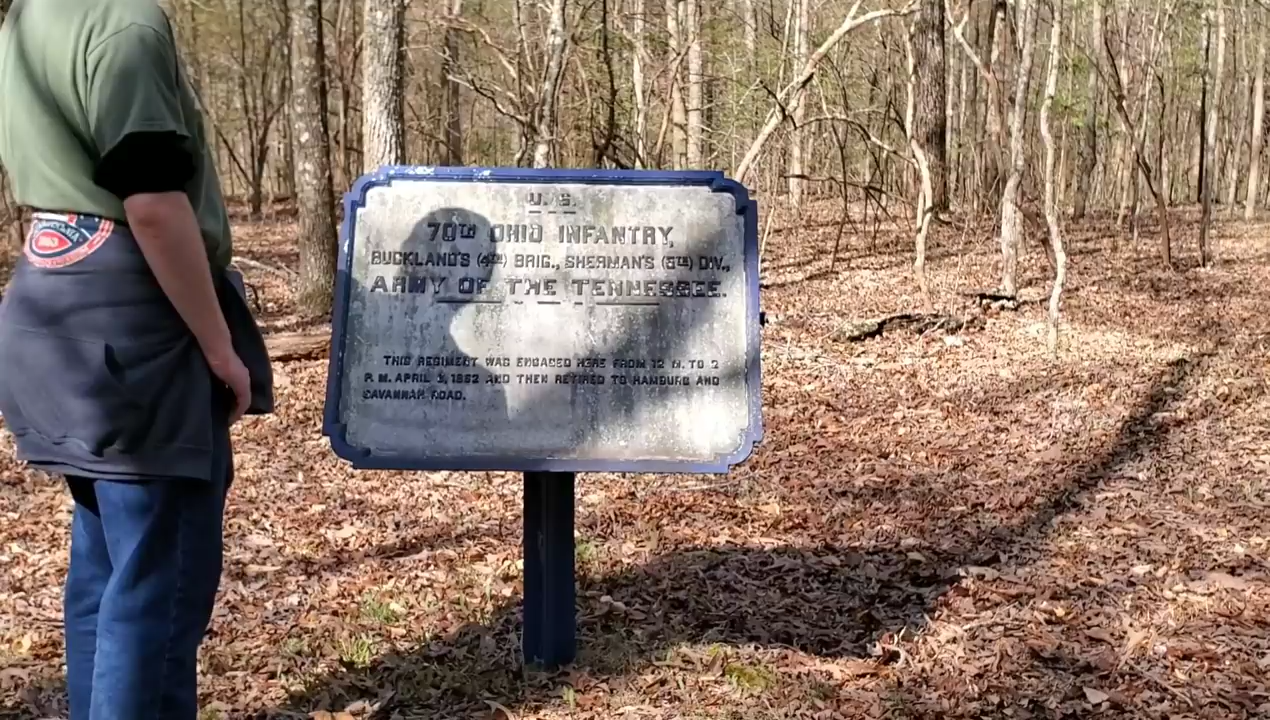 U. S.
70TH OHIO INFANTRY,
BUCKLAND'S (4TH) BRIG., SHERMAN'S (5TH) DIV.,
ARMY OF THE TENNESSEE.
THIS REGIMENT WAS ENGAGED HERE FROM 12 M. TO 2
P. M. APRIL 6, 1862 AND THEN RETIRED TO HAMBURG AND
SAVANNAH ROAD.